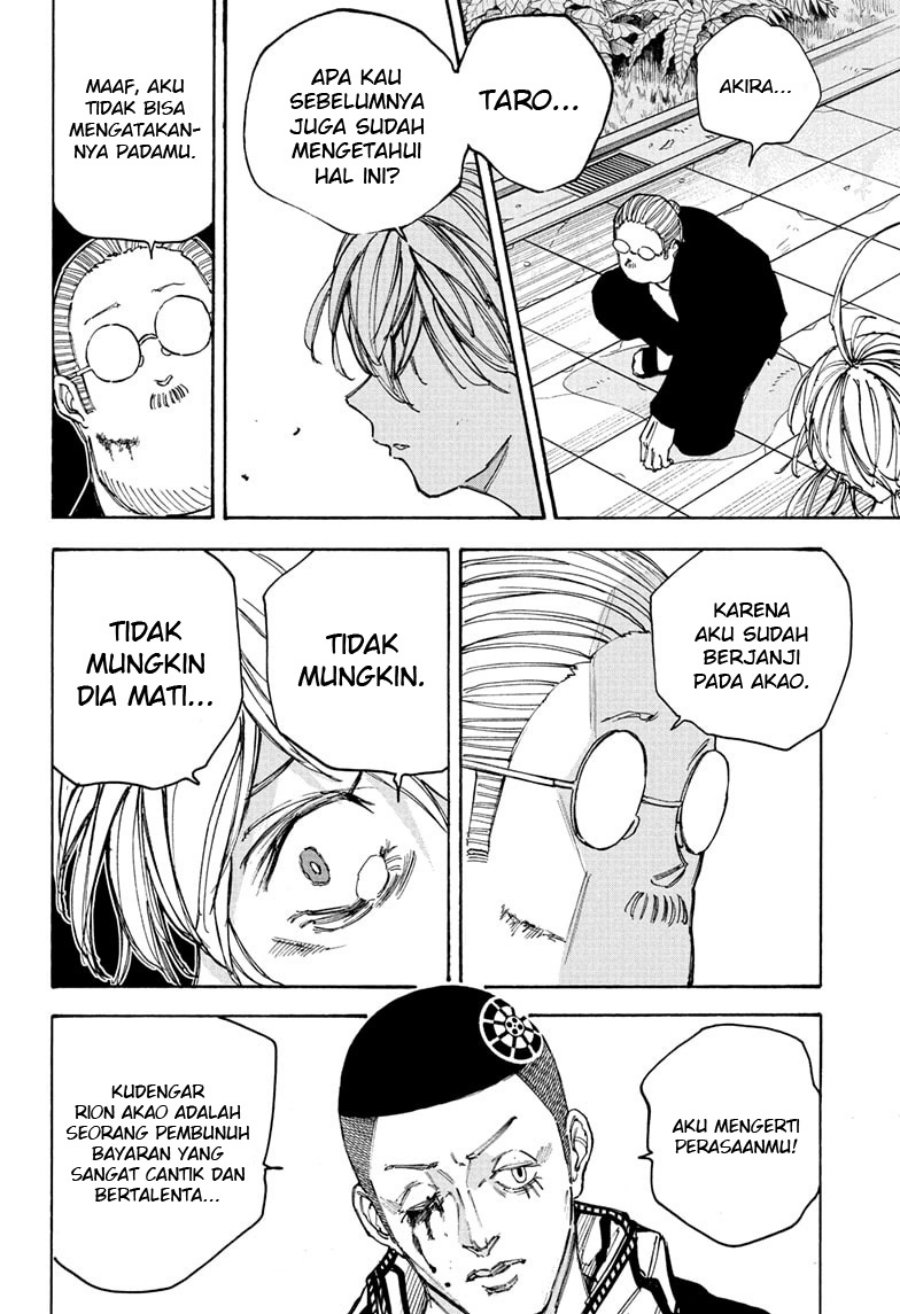 AKIRA...
TARO...
APA KAU
SEBELUMNYA
JUGA SUDAH
MENGETAHUI
HAL INI?
MAAF, AKU
TIDAK BISA
MENGATAKAN-
NYA PADAMU.
KARENA
AKU SUDAH
BERJANJI
PADA AKAO.
TIDAK
MUNGKIN.
TIDAK
MUNGKIN
DIA MATI...
AKU MENGERTI
PERASAANMU!
KUDENGAR
RION AKAO ADALAH
SEORANG PEMBUNUH
BAYARAN YANG
SANGAT CANTIK DAN
BERTALENTA...